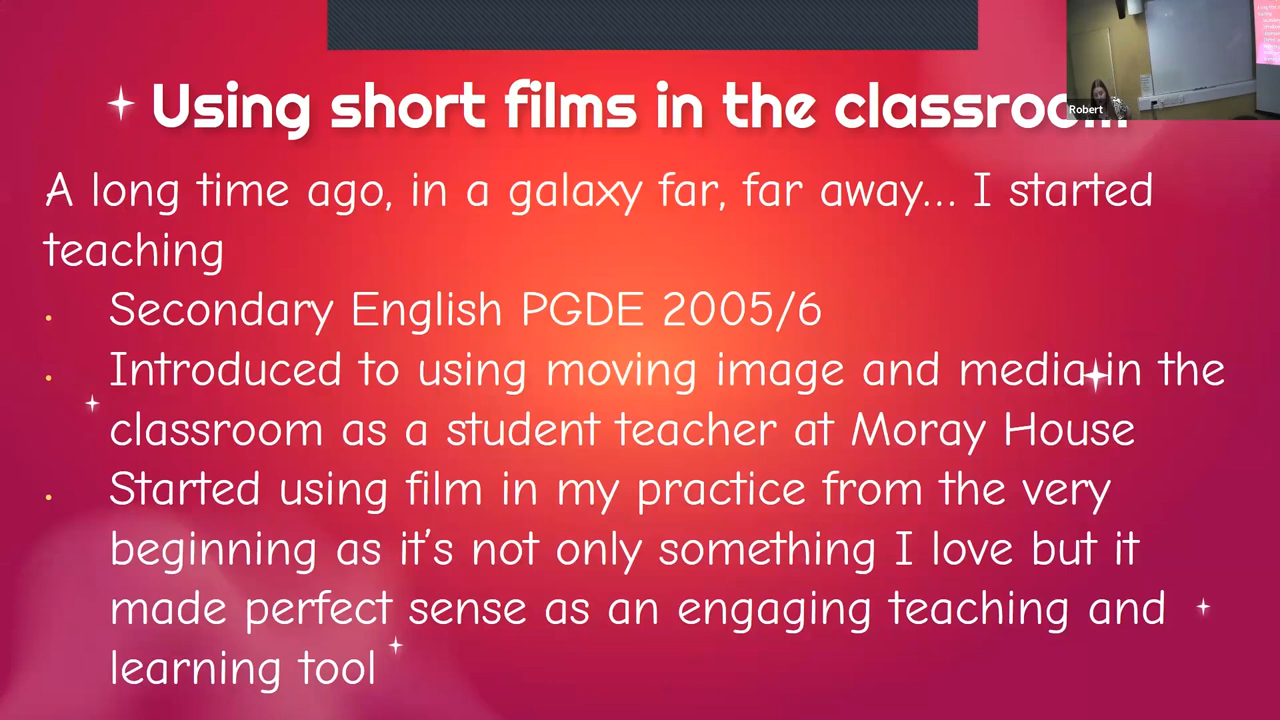 Using short films in the classroom
Robert
A long time ago, in a galaxy far, far away... I started
teaching
• Secondary English PGDE 2005/6
• Introduced to using moving image and media in the
classroom as a student teacher at Moray House
• Started using film in my practice from the very
beginning as it's not only something I love but it
made perfect sense as an engaging teaching and
learning tool